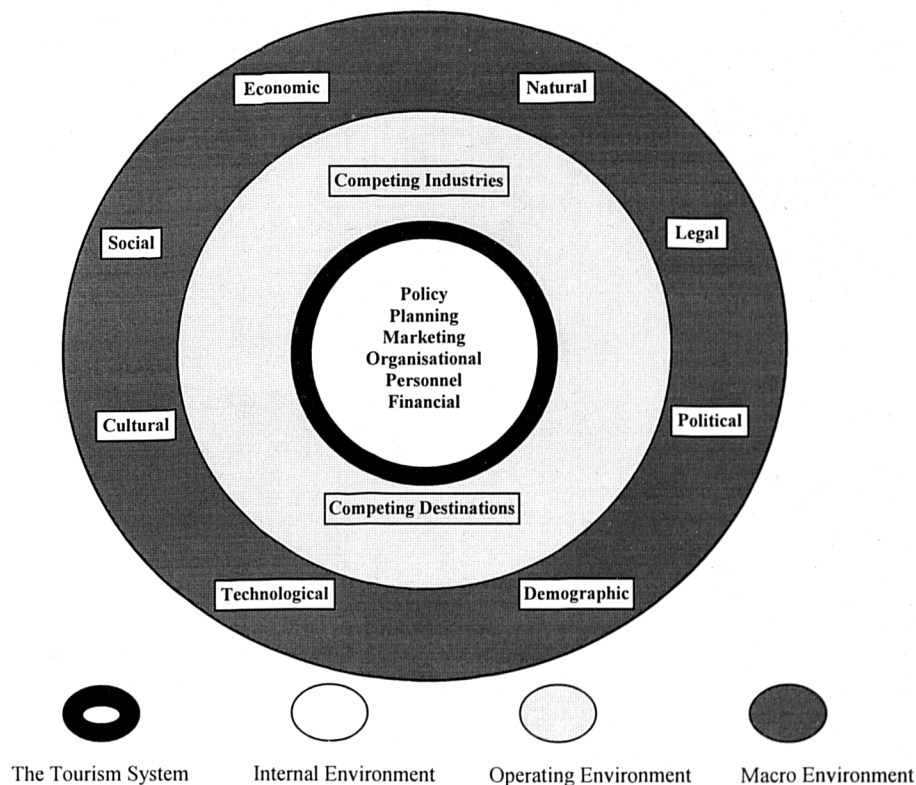 Economic
Natural
Competing Industries
Social
Legal
Policy
Planning
Marketing
Organisational
Personnel
Financial
Cultural
Political
Competing Destinations
Technological
Demographic
The Tourism System
Internal Environment
Operating Environment
Macro Environment